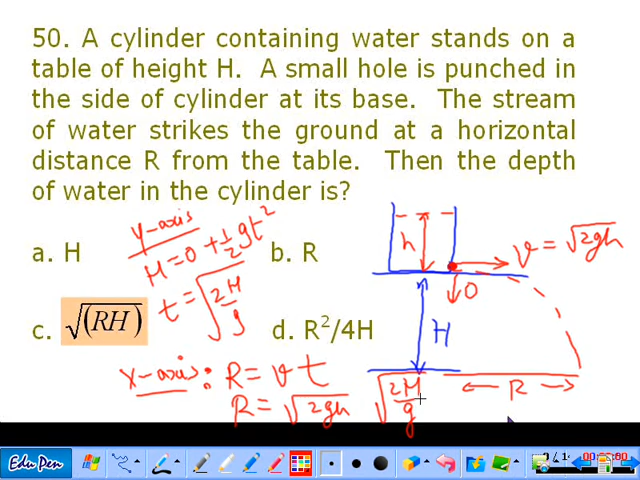 50. A cylinder containing water stands on a
table of height H. A small hole is punched in
the side of cylinder at its base. The stream
of water strikes the ground at a horizontal
distance R from the table. Then the depth
of water in the cylinder is?
a. H
b. R
c. √(RH)
d. R²/4H
Y-axis
H = 0 + ½gt²
t = √2H/g
h
v = √2gh
0
H
R
X-axis: R = v t
R = √2gh √2H/g
Edu Pen